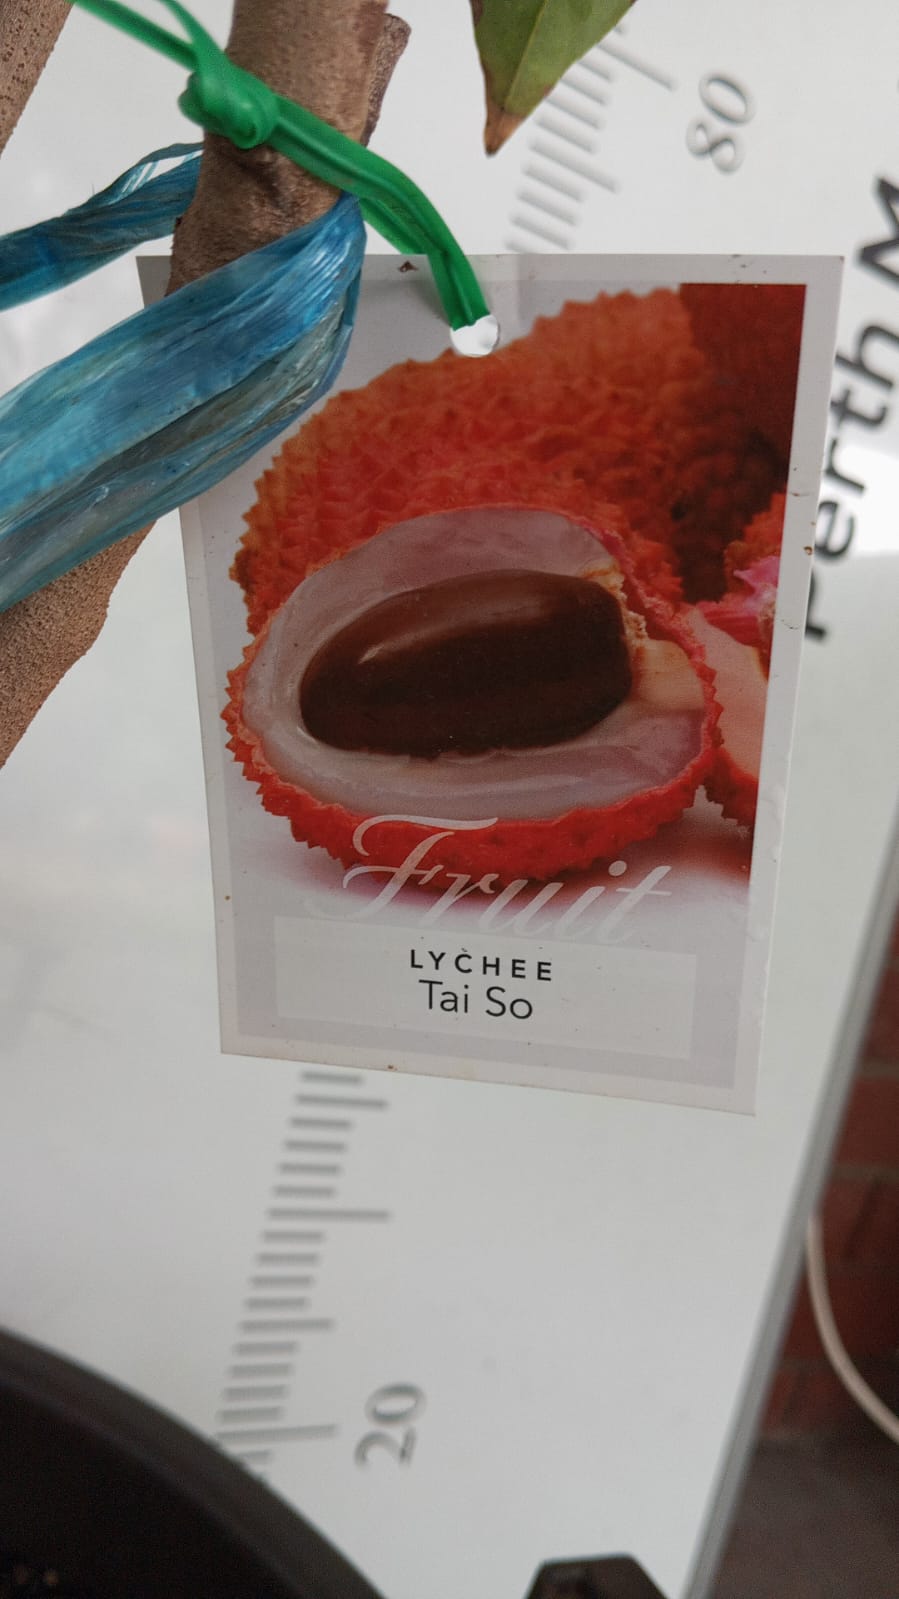 80
Perth M
Fruit
LYCHEE
Tai So
20